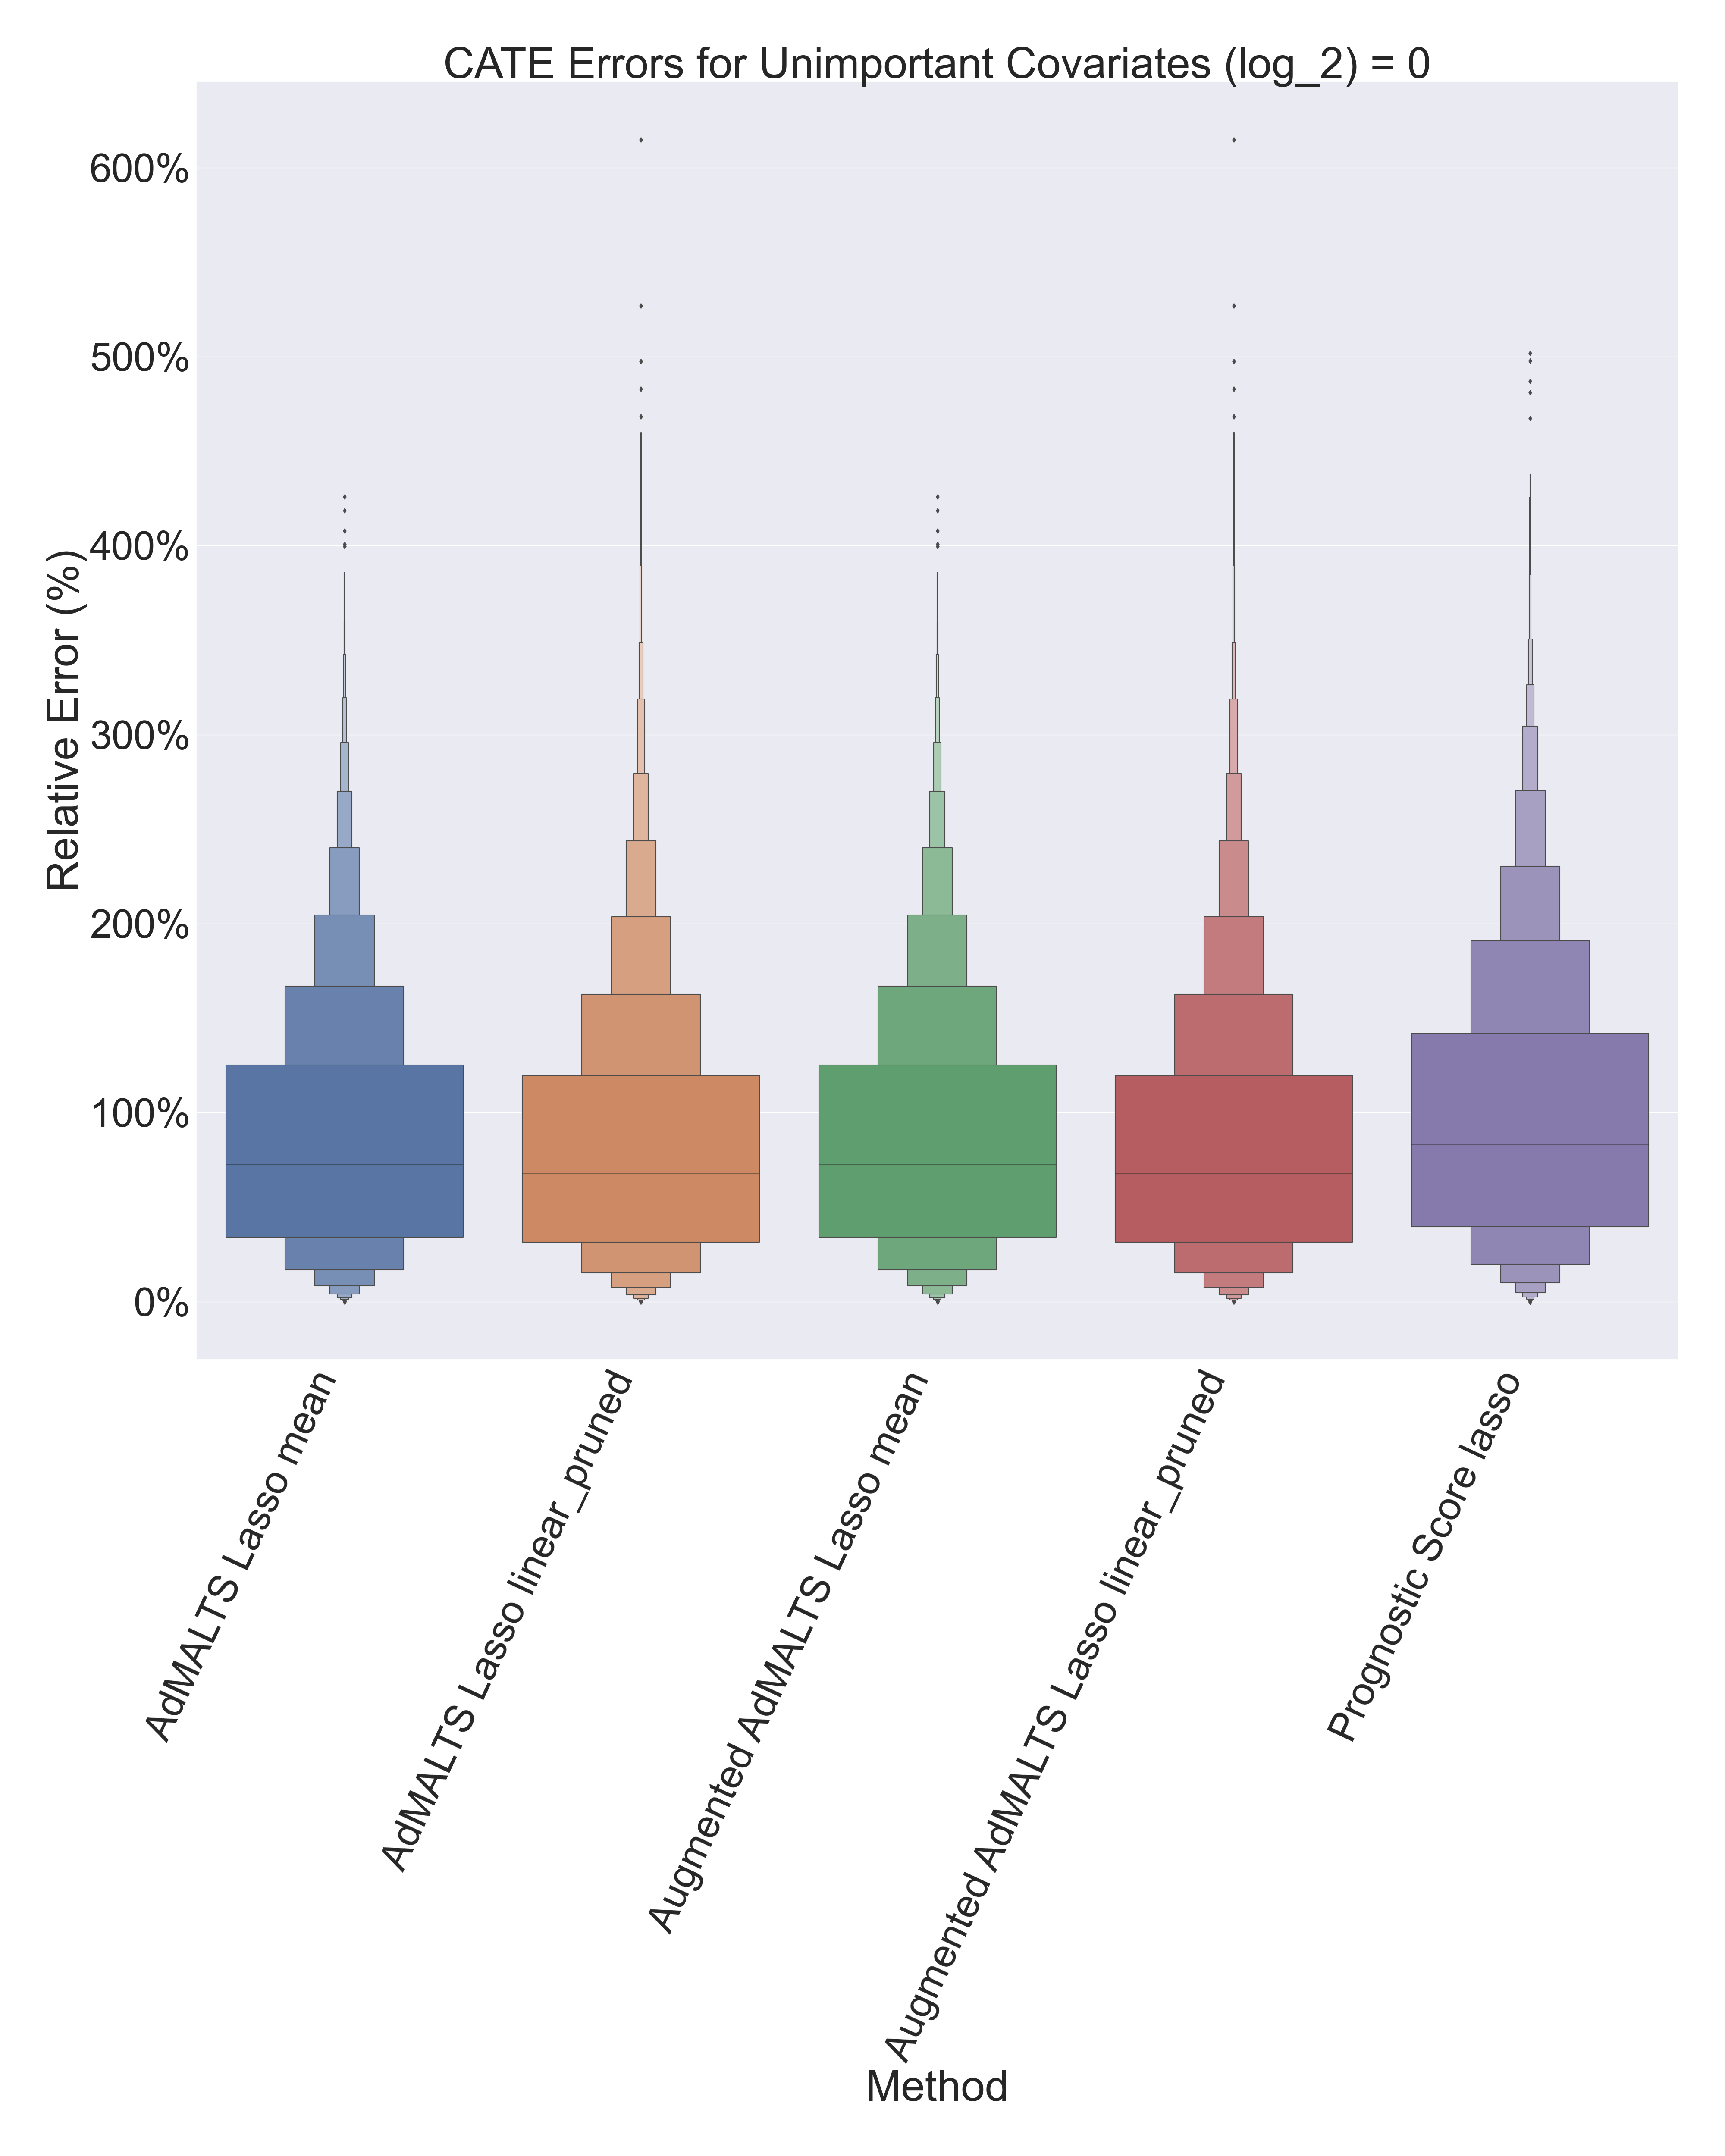 CATE Errors for Unimportant Covariates (log_2) = 0
Relative Error (%)
600%
500%
400%
300%
200%
100%
0%
AdMALTS Lasso mean
AdMALTS Lasso linear_pruned
Augmented AdMALTS Lasso mean
Augmented AdMALTS Lasso linear_pruned
Prognostic Score lasso
Method